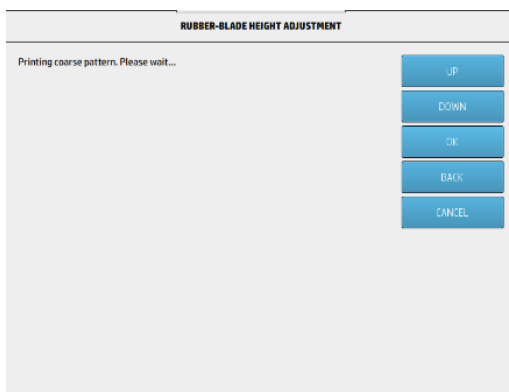 RUBBER-BLADE HEIGHT ADJUSTMENT
Printing coarse pattern. Please wait...
UP
DOWN
OK
BACK
CANCEL